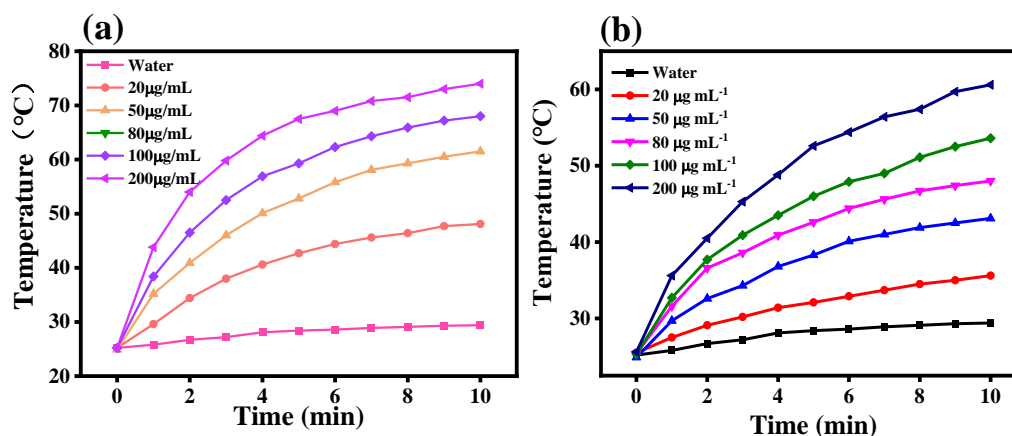 (a)
Temperature (℃)
80
70
60
50
40
30
20
Water
20μg/mL
50μg/mL
80μg/mL
100μg/mL
200μg/mL
0 2 4 6 8 10
Time (min)
(b)
Temperature (℃)
60
50
40
30
Water
20 μg mL⁻¹
50 μg mL⁻¹
80 μg mL⁻¹
100 μg mL⁻¹
200 μg mL⁻¹
0 2 4 6 8 10
Time (min)